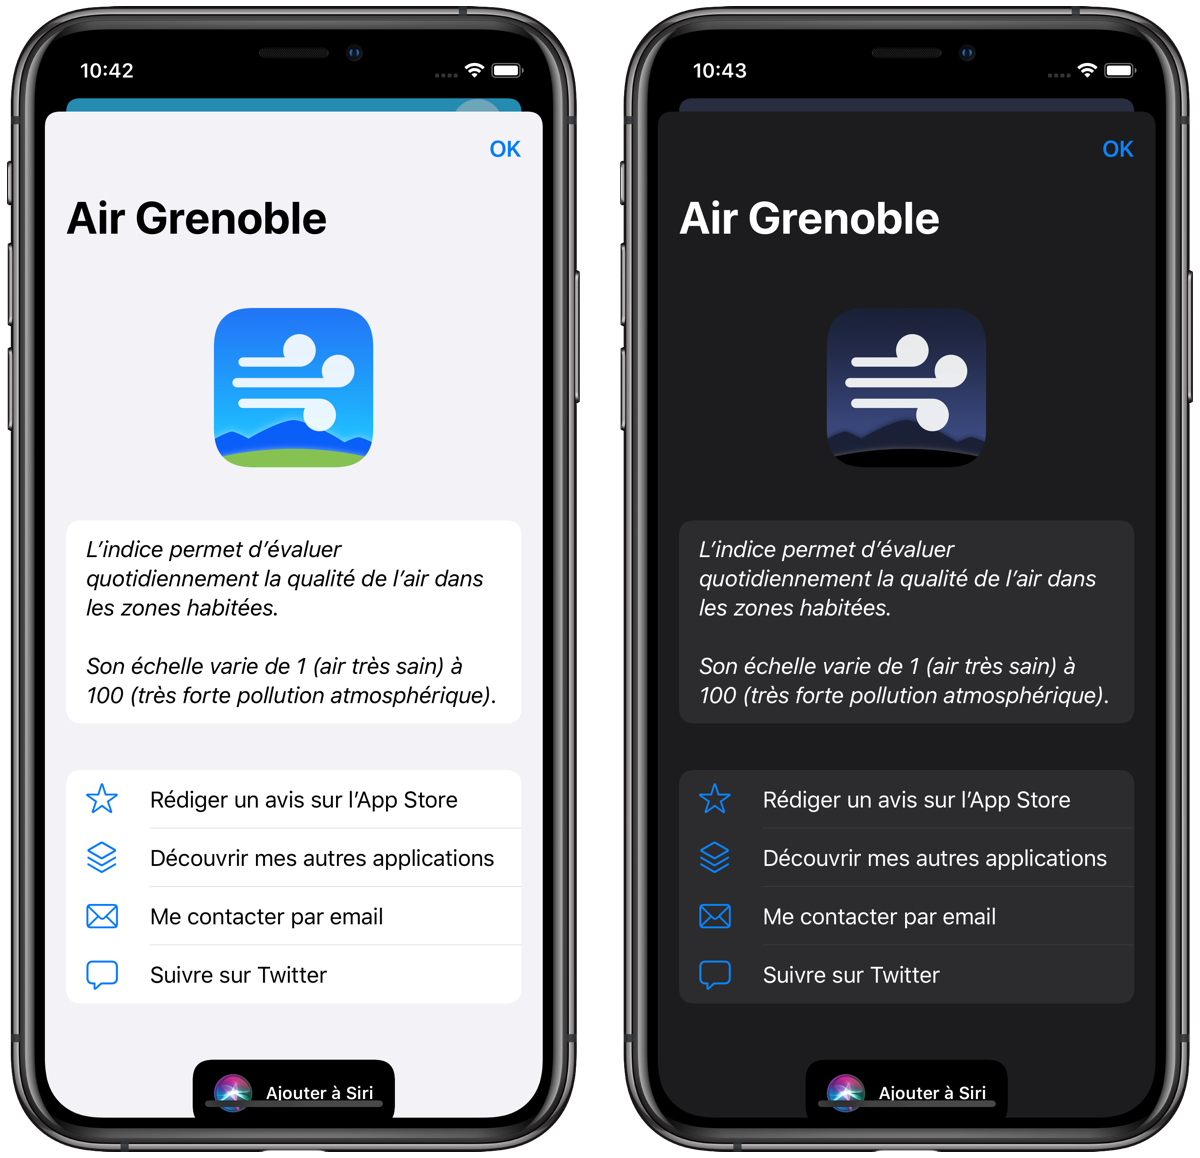 10:42
OK
Air Grenoble
L’indice permet d’évaluer
quotidiennement la qualité de l’air dans
les zones habitées.
Son échelle varie de 1 (air très sain) à
100 (très forte pollution atmosphérique).
Rédiger un avis sur l’App Store
Découvrir mes autres applications
Me contacter par email
Suivre sur Twitter
Ajouter à Siri
10:43
OK
Air Grenoble
L’indice permet d’évaluer
quotidiennement la qualité de l’air dans
les zones habitées.
Son échelle varie de 1 (air très sain) à
100 (très forte pollution atmosphérique).
Rédiger un avis sur l’App Store
Découvrir mes autres applications
Me contacter par email
Suivre sur Twitter
Ajouter à Siri